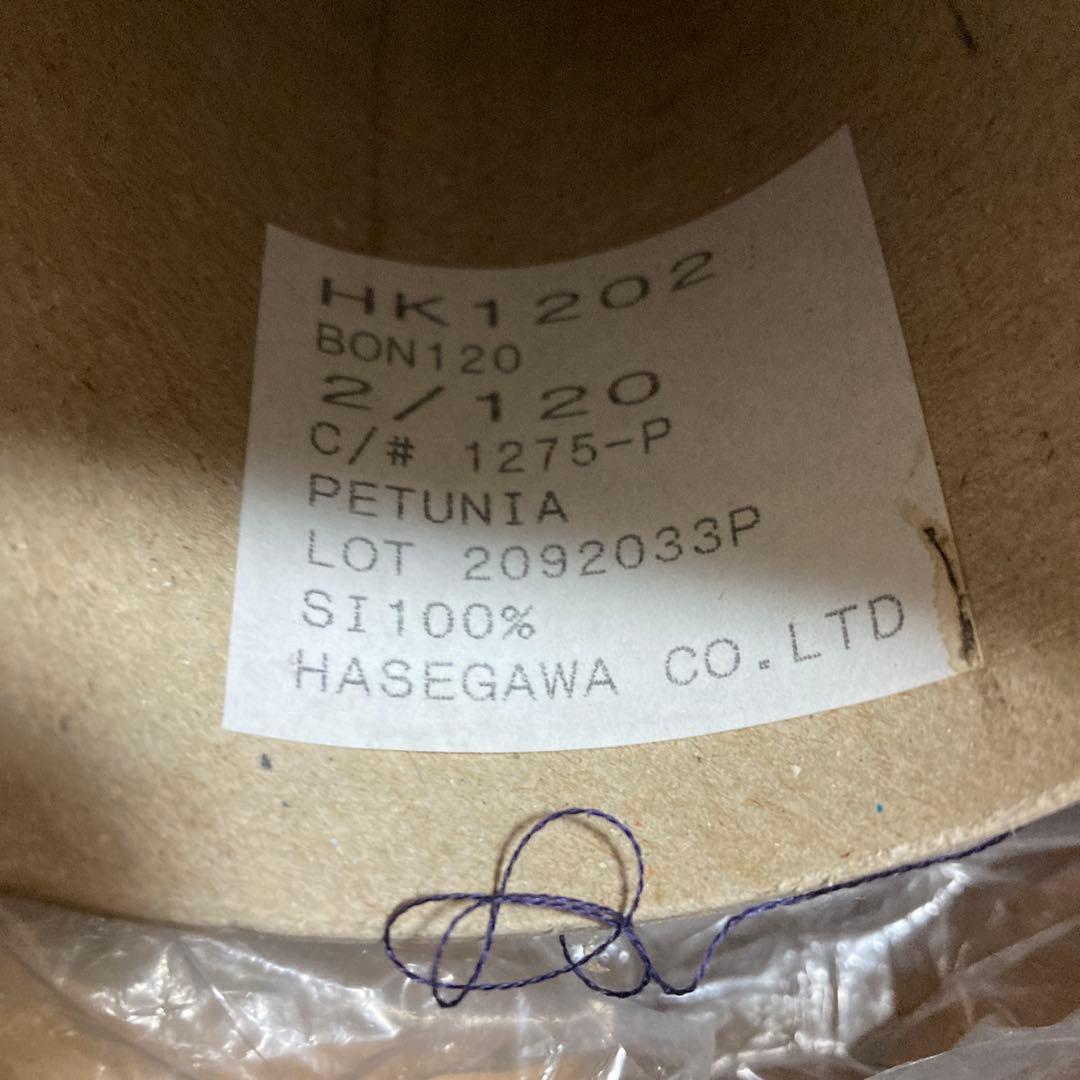 HK1202
BON120
2/120
C/# 1275-P
PETUNIA
LOT 2092033P
SI100%
HASEGAWA CO.LTD